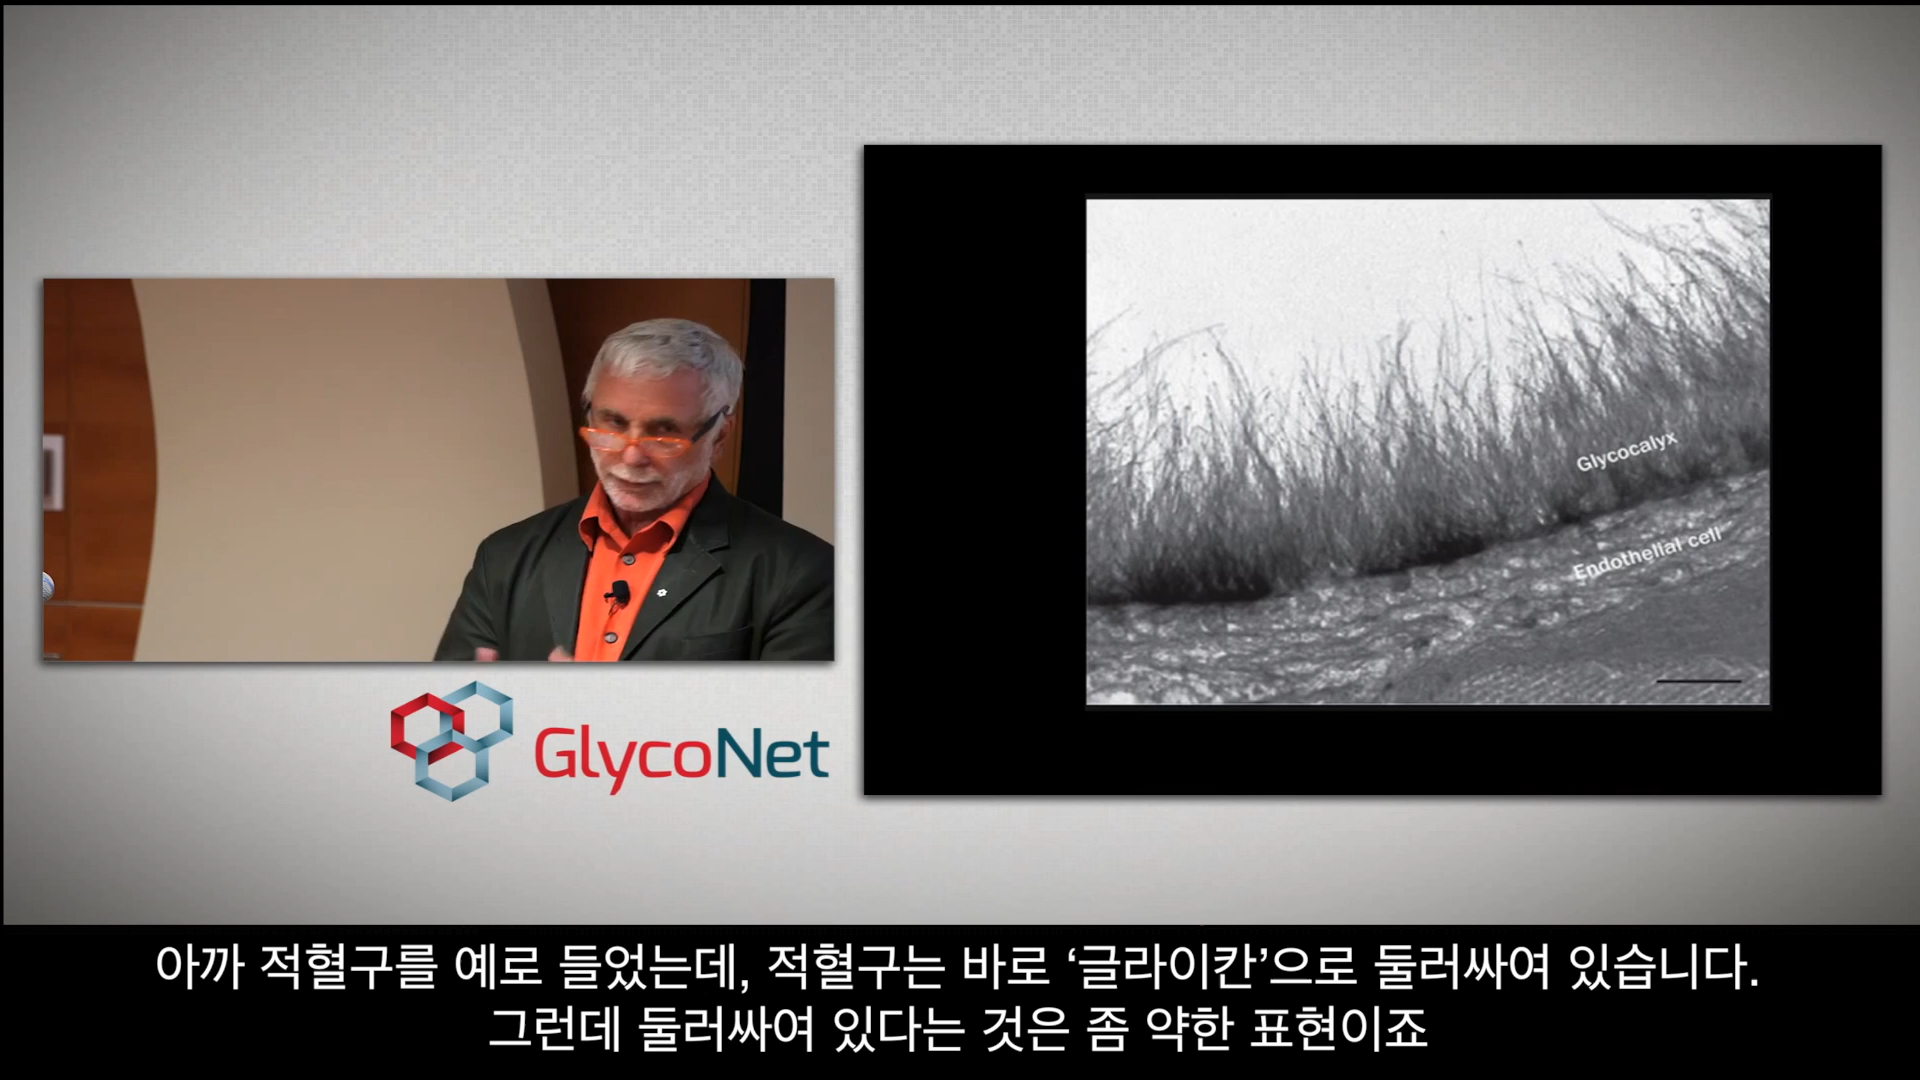 Glycocalyx
Endothelial cell
GlycoNet
아까 적혈구를 예로 들었는데, 적혈구는 바로 ‘글라이칸’으로 둘러싸여 있습니다.
그런데 둘러싸여 있다는 것은 좀 약한 표현이죠